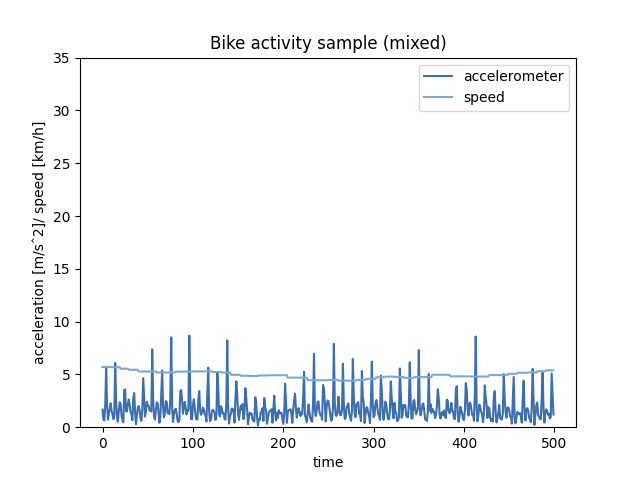 Bike activity sample (mixed)
accelerometer
speed
35
30
25
20
15
10
5
0
acceleration [m/sˆ2]/ speed [km/h]
0
100
200
300
400
500
time